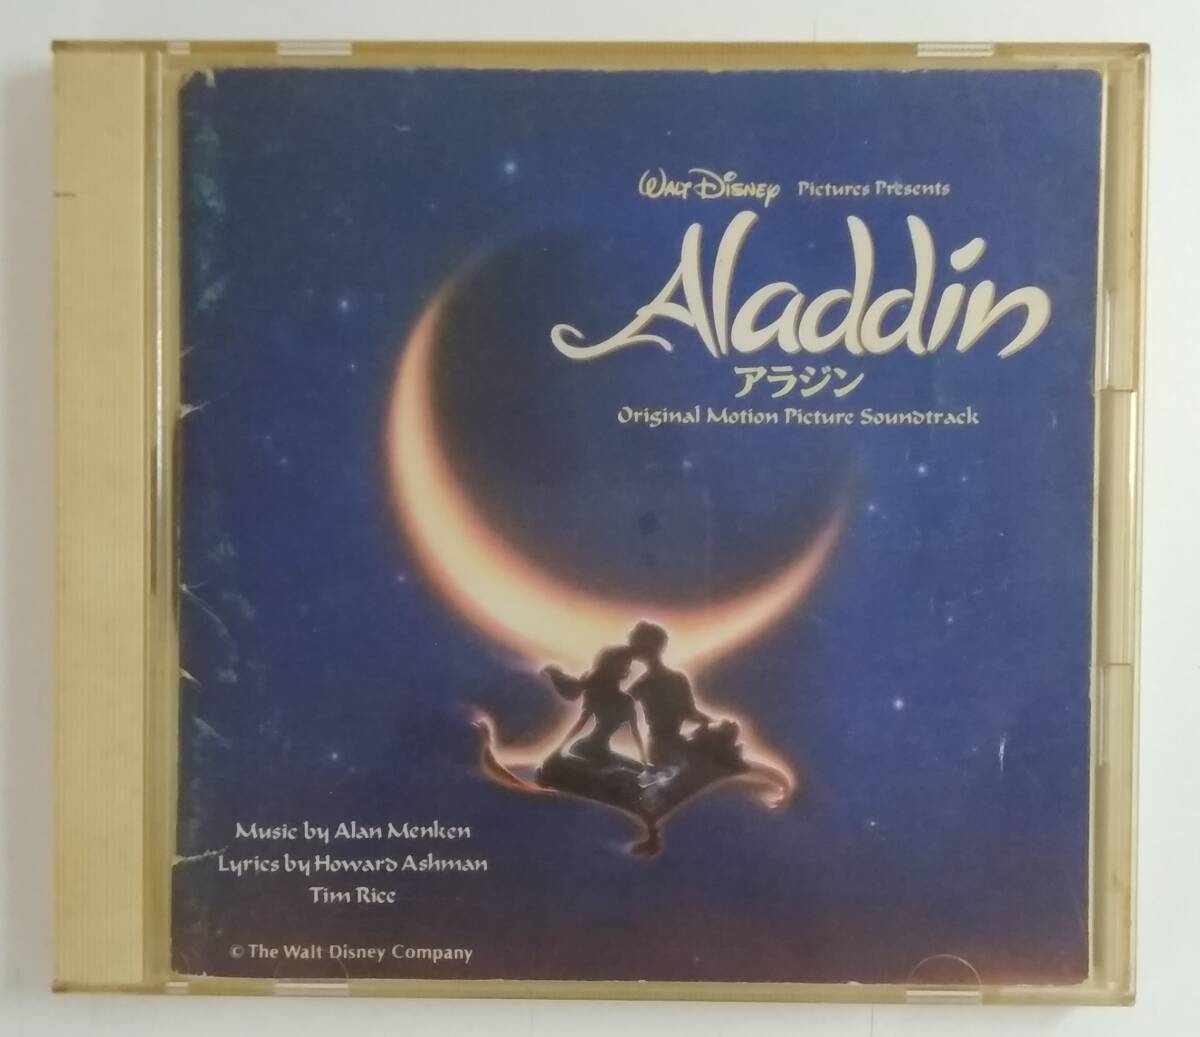 Walt Disney Pictures Presents
Aladdin
アラジン
Original Motion Picture Soundtrack
Music by Alan Menken
Lyrics by Howard Ashman
Tim Rice
© The Walt Disney Company